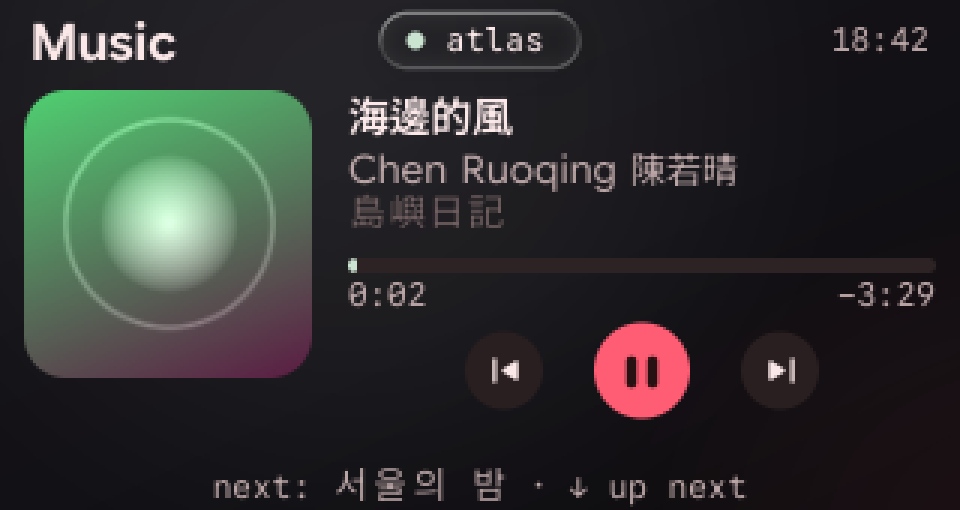 Music
atlas
18:42
海邊的風
Chen Ruoqing 陳若晴
島嶼日記
0:02
−3:29
next: 서울의 밤 · ↓ up next